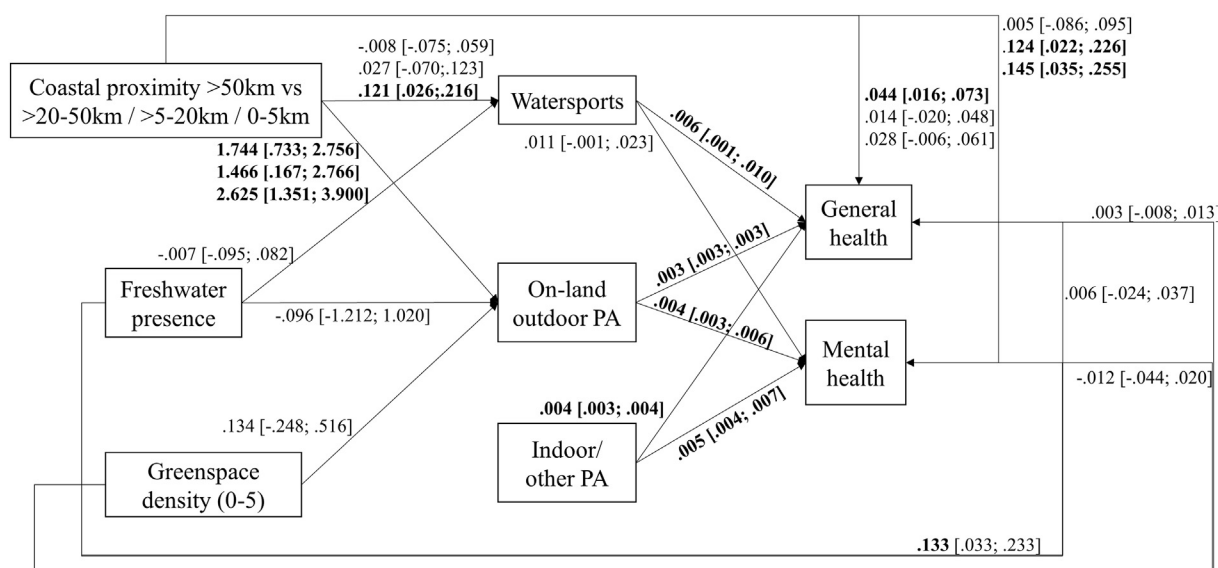 .005 [-.086; .095]
.124 [.022; .226]
.145 [.035; .255]
-.008 [-.075; .059]
.027 [-.070;.123]
.121 [.026;.216]
Coastal proximity >50km vs
>20-50km / >5-20km / 0-5km
Watersports
.044 [.016; .073]
.014 [-.020; .048]
.028 [-.006; .061]
.006 [.001; .010]
.011 [-.001; .023]
1.744 [.733; 2.756]
1.466 [.167; 2.766]
2.625 [1.351; 3.900]
General
health
.003 [-.008; .013]
-.007 [-.095; .082]
.003 [.003; .003]
Freshwater
presence
On-land
outdoor PA
.006 [-.024; .037]
-.096 [-1.212; 1.020]
.004 [.003; .006]
Mental
health
-.012 [-.044; .020]
.134 [-.248; .516]
.004 [.003; .004]
.005 [.004; .007]
Indoor/
other PA
Greenspace
density (0-5)
.133 [.033; .233]